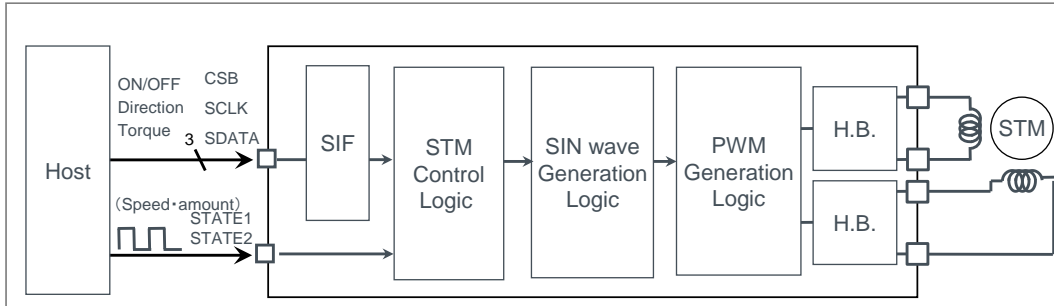 Host
ON/OFF
Direction
Torque
CSB
SCLK
SDATA
3
(Speed・amount)
STATE1
STATE2
SIF
STM
Control
Logic
SIN wave
Generation
Logic
PWM
Generation
Logic
H.B.
H.B.
STM